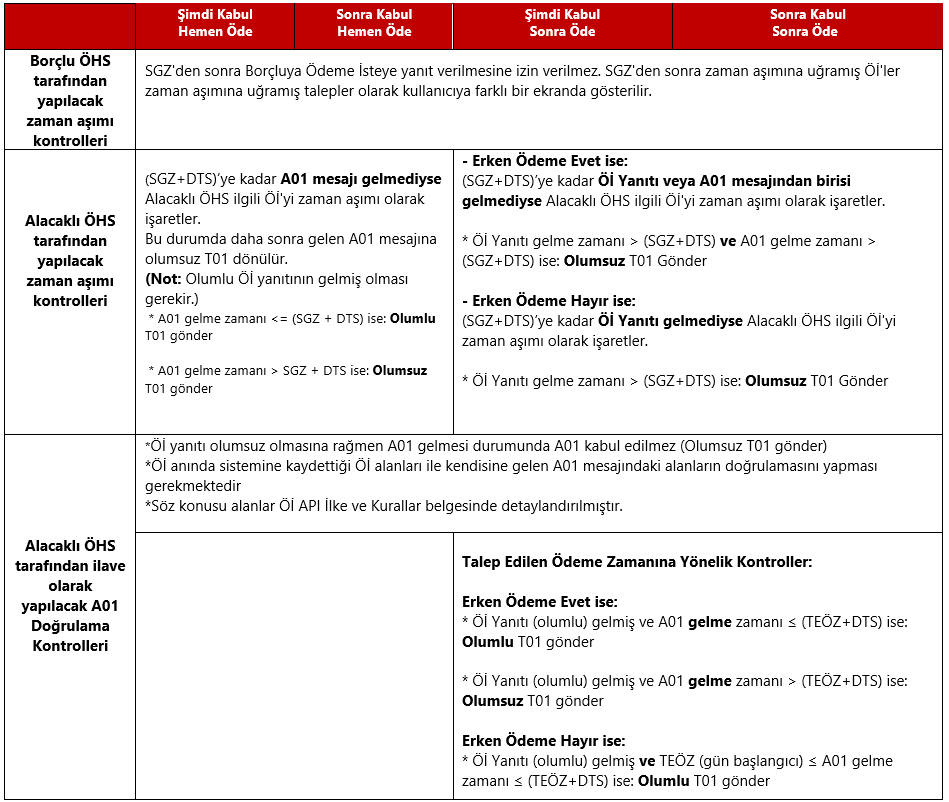 Şimdi Kabul
Hemen Öde
Sonra Kabul
Hemen Öde
Şimdi Kabul
Sonra Öde
Sonra Kabul
Sonra Öde
Borçlu ÖHS
tarafından
yapılacak
zaman aşımı
kontrolleri
SGZ'den sonra Borçluya Ödeme İsteye yanıt verilmesine izin verilmez. SGZ'den sonra zaman aşımına uğramış Öİ'ler
zaman aşımına uğramış talepler olarak kullanıcıya farklı bir ekranda gösterilir.
Alacaklı ÖHS
tarafından
yapılacak
zaman aşımı
kontrolleri
(SGZ+DTS)’ye kadar A01 mesajı gelmediyse
Alacaklı ÖHS ilgili Öİ'yi zaman aşımı olarak
işaretler.
Bu durumda daha sonra gelen A01 mesajına
olumsuz T01 dönülür.
(Not: Olumlu Öİ yanıtının gelmiş olması
gerekir.)
* A01 gelme zamanı <= (SGZ + DTS) ise: Olumlu
T01 gönder
* A01 gelme zamanı > SGZ + DTS ise: Olumsuz
T01 gönder
- Erken Ödeme Evet ise:
(SGZ+DTS)’ye kadar Öİ Yanıtı veya A01 mesajından birisi
gelmediyse Alacaklı ÖHS ilgili Öİ'yi zaman aşımı olarak işaretler.
* Öİ Yanıtı gelme zamanı > (SGZ+DTS) ve A01 gelme zamanı >
(SGZ+DTS) ise: Olumsuz T01 Gönder
- Erken Ödeme Hayır ise:
(SGZ+DTS)’ye kadar Öİ Yanıtı gelmediyse Alacaklı ÖHS ilgili Öİ'yi
zaman aşımı olarak işaretler.
* Öİ Yanıtı gelme zamanı > (SGZ+DTS) ise: Olumsuz T01 Gönder
Alacaklı ÖHS
tarafından ilave
olarak
yapılacak A01
Doğrulama
Kontrolleri
*Öİ yanıtı olumsuz olmasına rağmen A01 gelmesi durumunda A01 kabul edilmez (Olumsuz T01 gönder)
*Öİ anında sistemine kaydettiği Öİ alanları ile kendisine gelen A01 mesajındaki alanların doğrulamasını yapması
gerekmektedir
*Söz konusu alanlar Öİ API İlke ve Kurallar belgesinde detaylandırılmıştır.
Talep Edilen Ödeme Zamanına Yönelik Kontroller:
Erken Ödeme Evet ise:
* Öİ Yanıtı (olumlu) gelmiş ve A01 gelme zamanı ≤ (TEÖZ+DTS) ise:
Olumlu T01 gönder
* Öİ Yanıtı (olumlu) gelmiş ve A01 gelme zamanı > (TEÖZ+DTS) ise:
Olumsuz T01 gönder
Erken Ödeme Hayır ise:
* Öİ Yanıtı (olumlu) gelmiş ve TEÖZ (gün başlangıcı) ≤ A01 gelme
zamanı ≤ (TEÖZ+DTS) ise: Olumlu T01 gönder